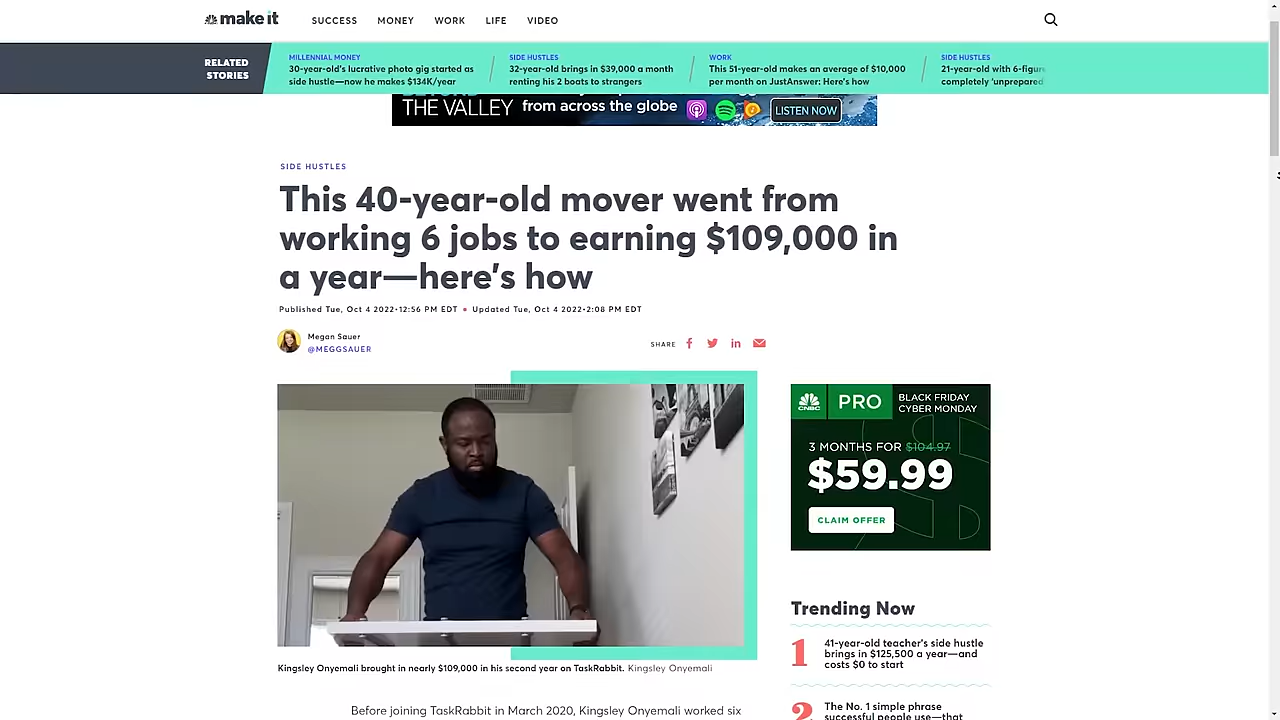 make it
SUCCESS MONEY WORK LIFE VIDEO
RELATED
STORIES
MILLENNIAL MONEY
30-year-old's lucrative photo gig started as
side hustle—now he makes $134K/year
SIDE HUSTLES
32-year-old brings in $39,000 a month
renting his 2 boats to strangers
WORK
This 51-year-old makes an average of $10,000
per month on JustAnswer: Here's how
SIDE HUSTLES
21-year-old with 6-figur
completely 'unprepared
BEYOND
THE VALLEY
from across the globe
LISTEN NOW
SIDE HUSTLES
This 40-year-old mover went from
working 6 jobs to earning $109,000 in
a year—here's how
Published Tue, Oct 4 2022•12:56 PM EDT • Updated Tue, Oct 4 2022•2:08 PM EDT
Megan Sauer
@MEGGSAUER
SHARE
CNBC PRO
BLACK FRIDAY
CYBER MONDAY
3 MONTHS FOR $104.97
$59.99
CLAIM OFFER
Kingsley Onyemali brought in nearly $109,000 in his second year on TaskRabbit. Kingsley Onyemali
Before joining TaskRabbit in March 2020, Kingsley Onyemali worked six
Trending Now
1
41-year-old teacher's side hustle
brings in $125,500 a year—and
costs $0 to start
2
The No. 1 simple phrase
successful people use—that